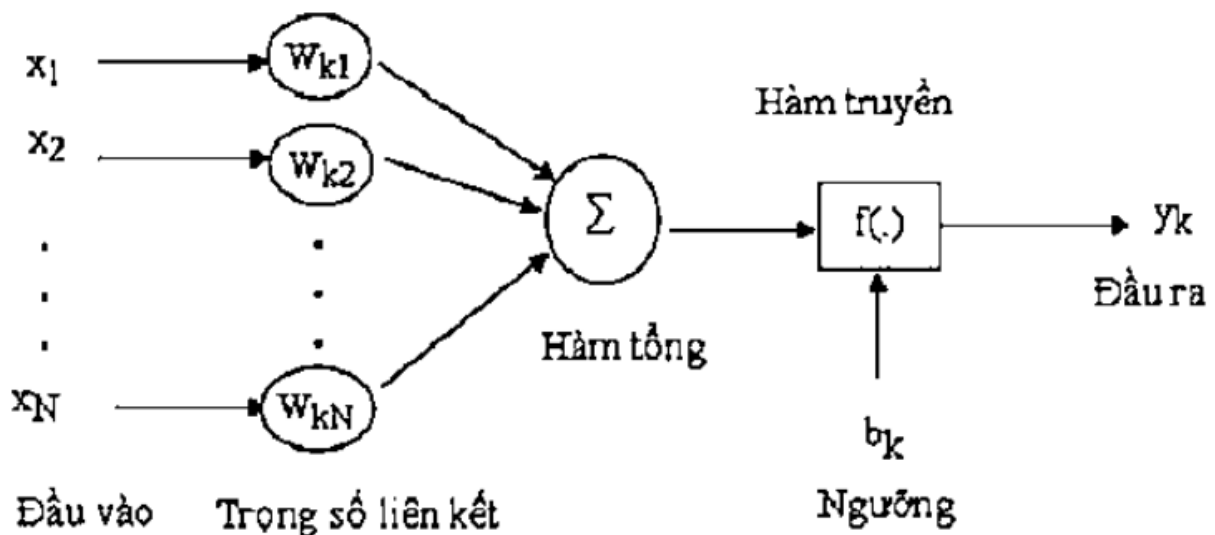 x1
wk1
Hàm truyền
x2
wk2
Σ
f(.)
yk
Đầu ra
Hàm tổng
xN
wkN
bk
Đầu vào
Trọng số liên kết
Ngưỡng